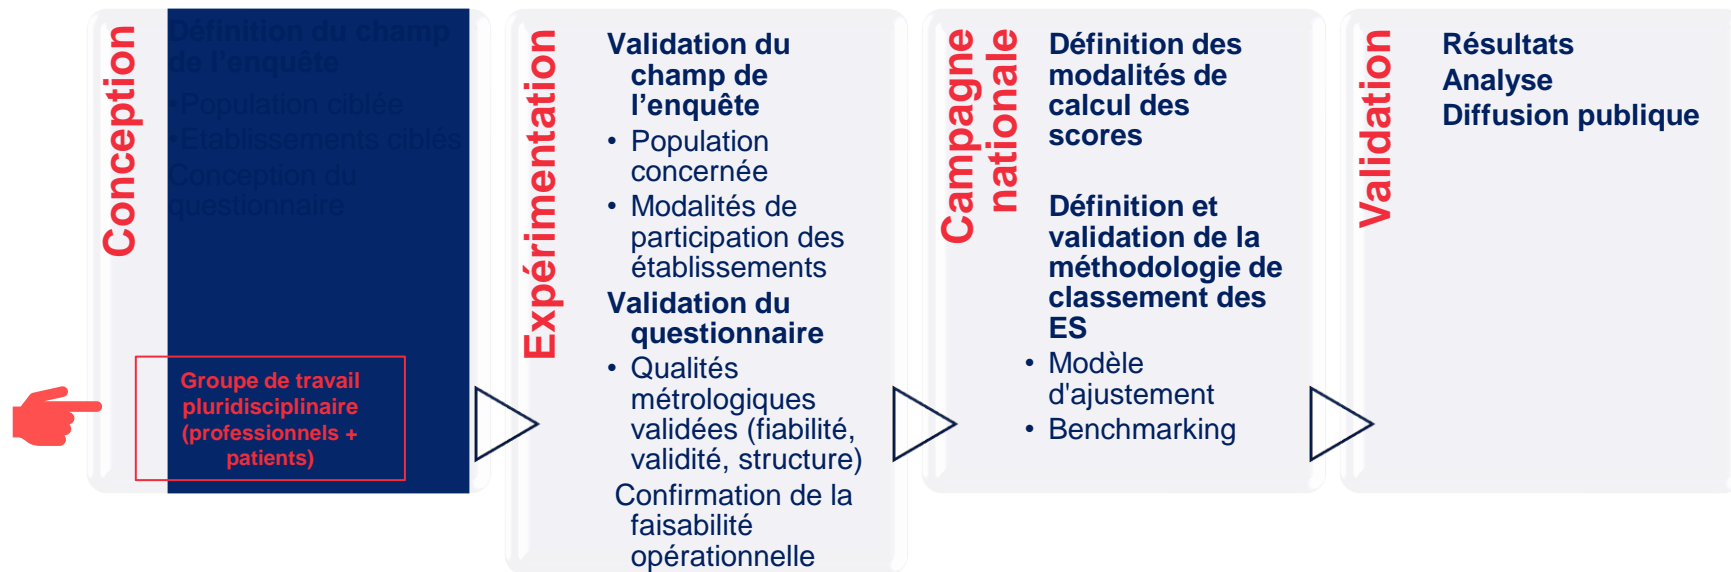 Conception
Définition du champ
de l'enquête
•Population ciblée
•Etablissements ciblés
Conception du
questionnaire
Groupe de travail
pluridisciplinaire
(professionnels +
patients)
Expérimentation
Validation du
champ de
l'enquête
• Population
concernée
• Modalités de
participation des
établissements
Validation du
questionnaire
• Qualités
métrologiques
validées (fiabilité,
validité, structure)
Confirmation de la
faisabilité
opérationnelle
Campagne
nationale
Définition des
modalités de
calcul des
scores
Définition et
validation de la
méthodologie de
classement des
ES
• Modèle
d'ajustement
• Benchmarking
Validation
Résultats
Analyse
Diffusion publique